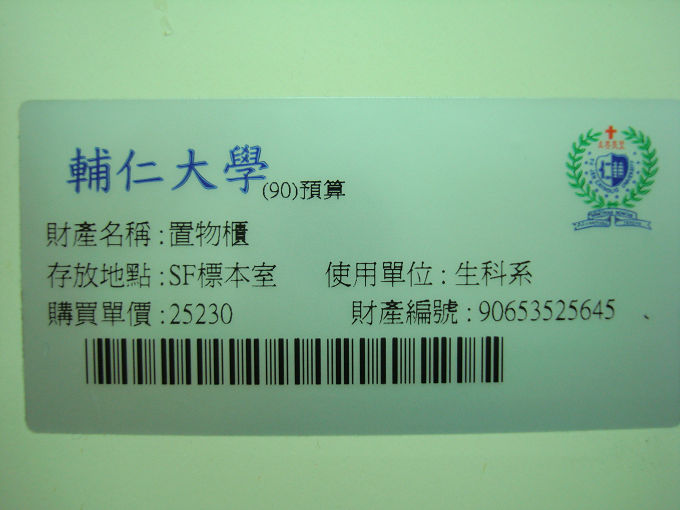 輔仁大學(90)預算
財產名稱:置物櫃
存放地點:SF標本室 使用單位:生科系
購買單價:25230 財產編號:90653525645